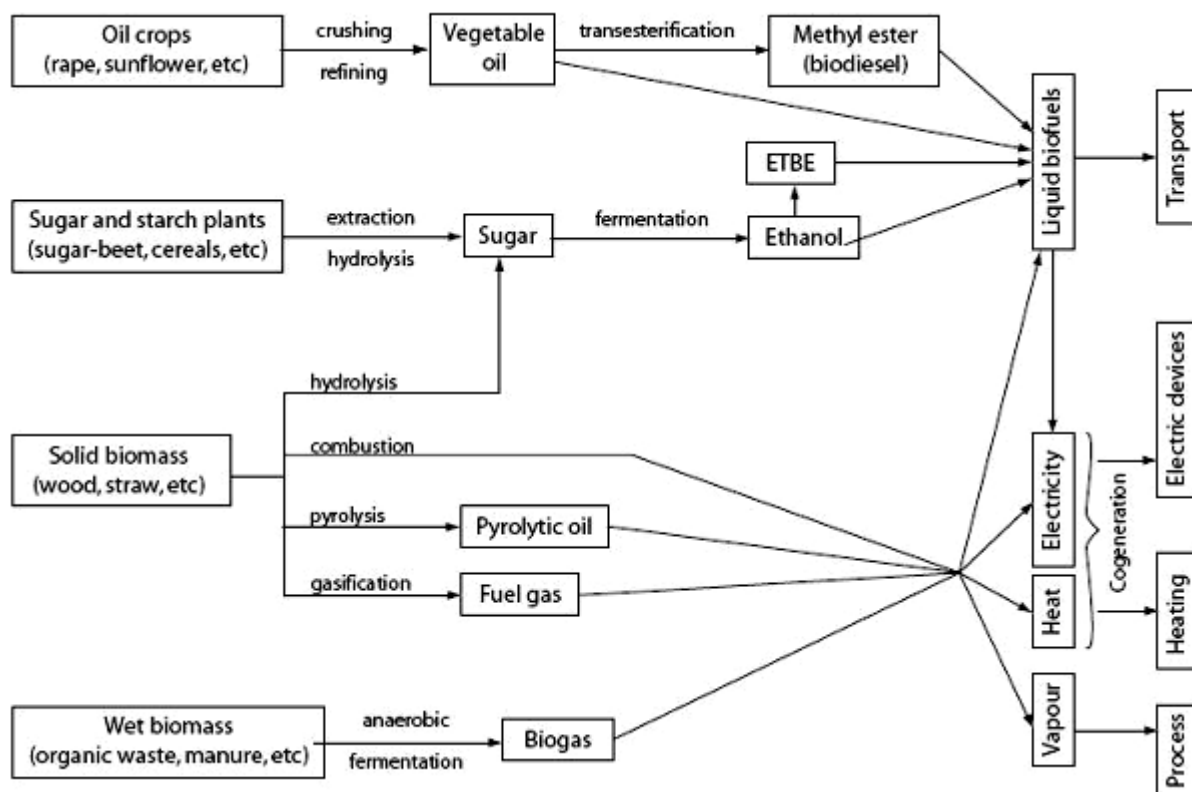 Oil crops
(rape, sunflower, etc)
crushing
refining
Vegetable
oil
transesterification
Methyl ester
(biodiesel)
Liquid biofuels
Transport
ETBE
Sugar and starch plants
(sugar-beet, cereals, etc)
extraction
hydrolysis
Sugar
fermentation
Ethanol
hydrolysis
Solid biomass
(wood, straw, etc)
combustion
pyrolysis
Pyrolytic oil
gasification
Fuel gas
Electricity
Heat
Cogeneration
Electric devices
Heating
Wet biomass
(organic waste, manure, etc)
anaerobic
fermentation
Biogas
Vapour
Process